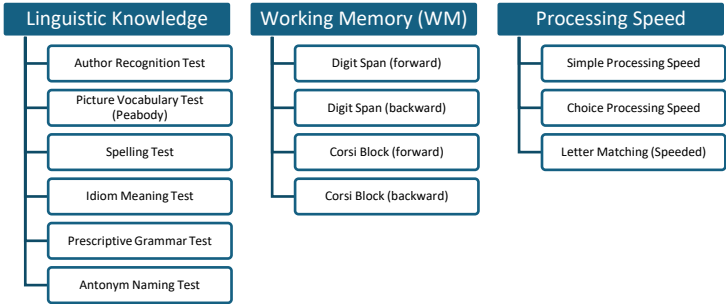 Linguistic Knowledge
Author Recognition Test
Picture Vocabulary Test
(Peabody)
Spelling Test
Idiom Meaning Test
Prescriptive Grammar Test
Antonym Naming Test
Working Memory (WM)
Digit Span (forward)
Digit Span (backward)
Corsi Block (forward)
Corsi Block (backward)
Processing Speed
Simple Processing Speed
Choice Processing Speed
Letter Matching (Speeded)